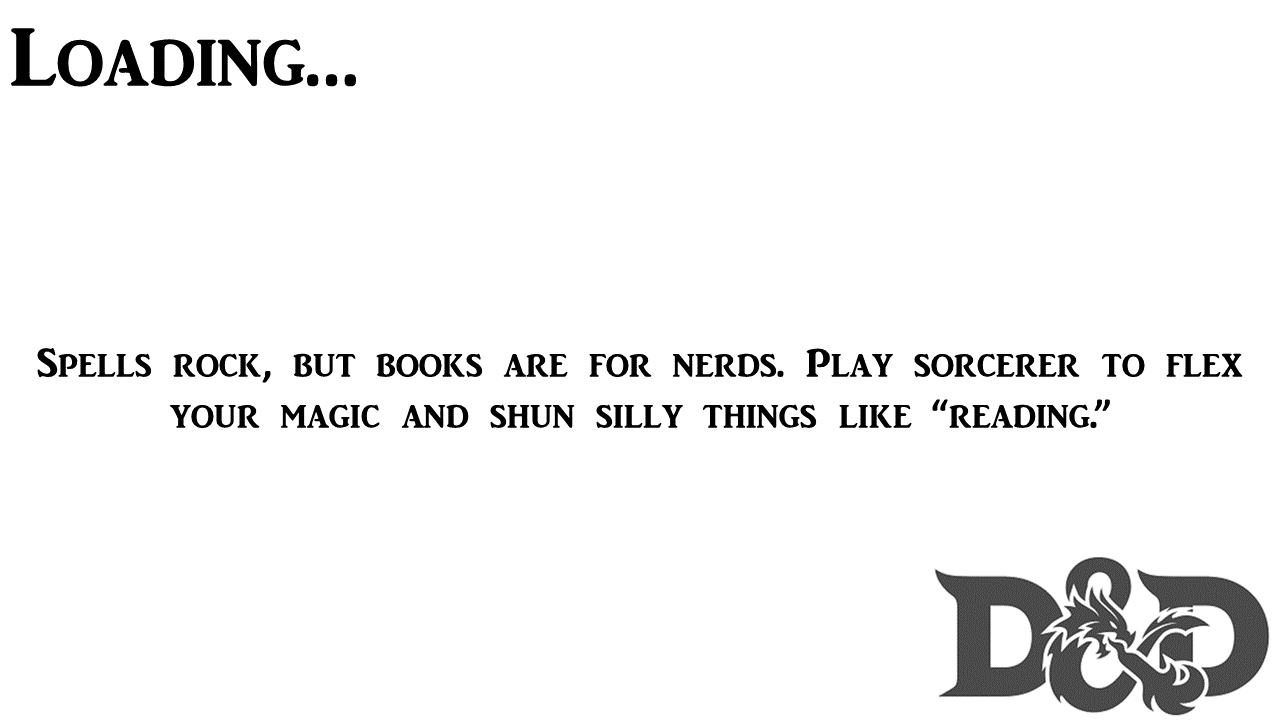 Loading...
Spells rock, but books are for nerds. Play sorcerer to flex
your magic and shun silly things like “reading.”
D&D